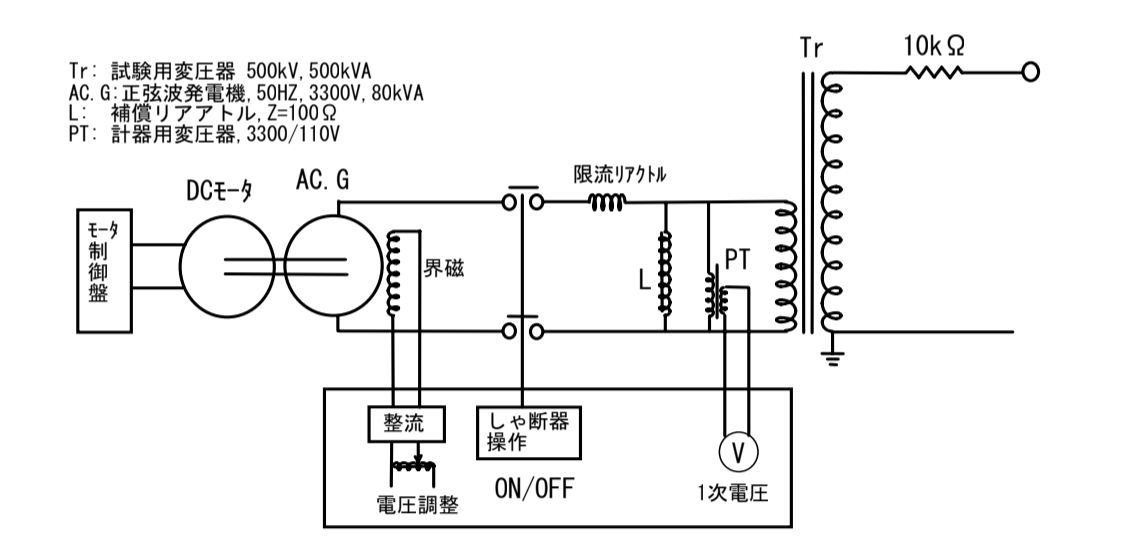 Tr: 試験用変圧器 500kV,500kVA
AC.G:正弦波発電機,50HZ,3300V,80kVA
L: 補償リアアトル,Z=100Ω
PT: 計器用変圧器,3300/110V
Tr
10kΩ
DCモータ
AC.G
限流リアクトル
モータ
制
御
盤
界磁
L
PT
整流
しゃ断器
操作
V
ON/OFF
1次電圧
電圧調整